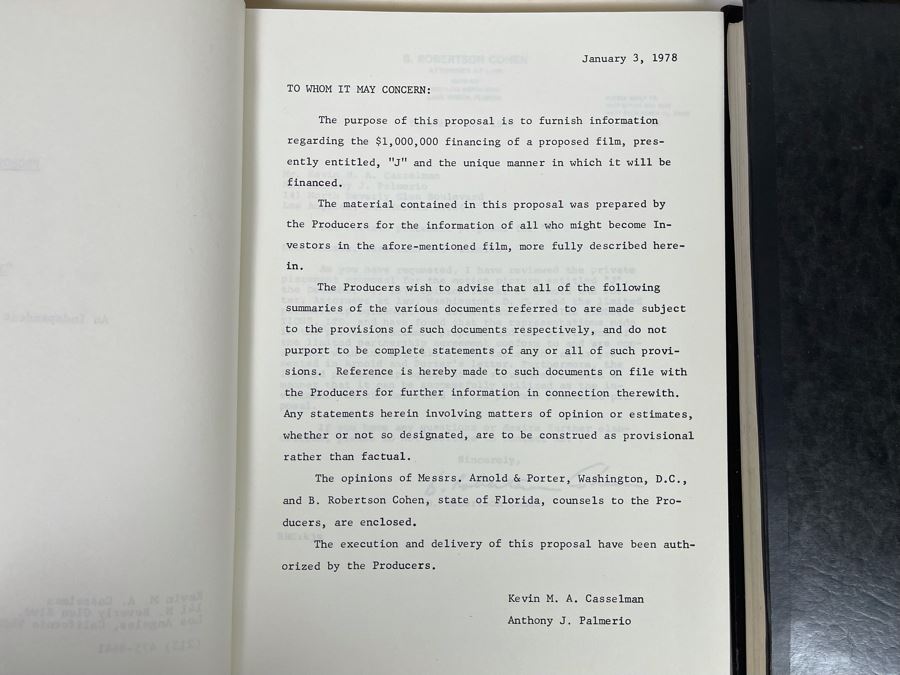 January 3, 1978
TO WHOM IT MAY CONCERN:
The purpose of this proposal is to furnish information
regarding the $1,000,000 financing of a proposed film, pres-
ently entitled, "J" and the unique manner in which it will be
financed.
The material contained in this proposal was prepared by
the Producers for the information of all who might become In-
vestors in the afore-mentioned film, more fully described here-
in.
The Producers wish to advise that all of the following
summaries of the various documents referred to are made subject
to the provisions of such documents respectively, and do not
purport to be complete statements of any or all of such provi-
sions. Reference is hereby made to such documents on file with
the Producers for further information in connection therewith.
Any statements herein involving matters of opinion or estimates,
whether or not so designated, are to be construed as provisional
rather than factual.
The opinions of Messrs. Arnold & Porter, Washington, D.C.,
and B. Robertson Cohen, state of Florida, counsels to the Pro-
ducers, are enclosed.
The execution and delivery of this proposal have been auth-
orized by the Producers.
Kevin M. A. Casselman
Anthony J. Palmerio